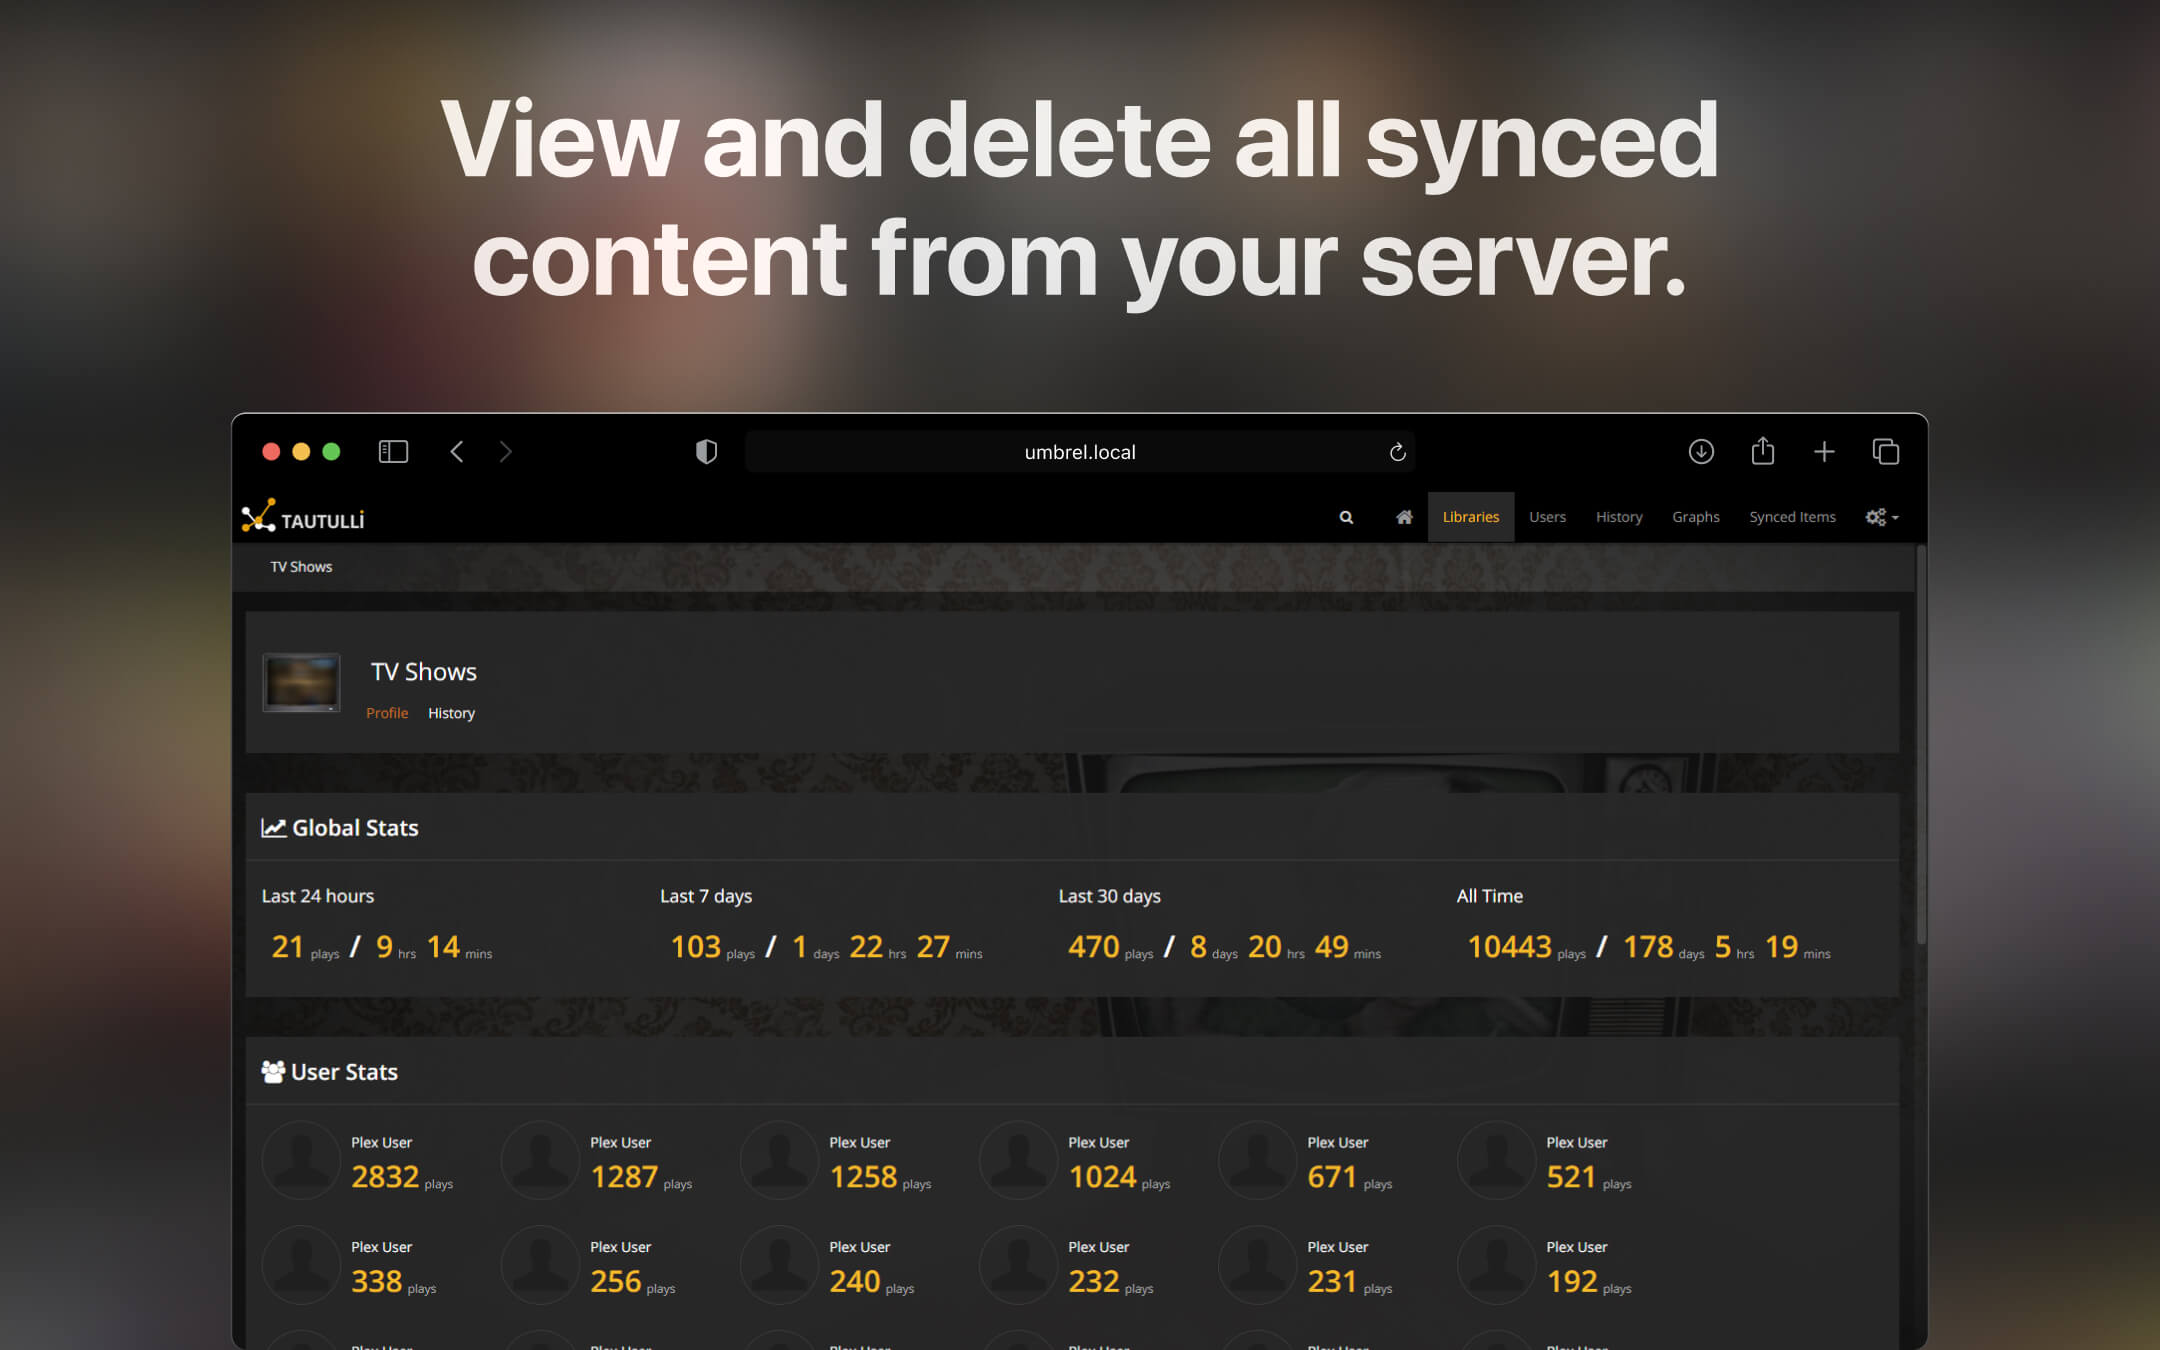 View and delete all synced
content from your server.
umbrel.local
TAUTULLI
Libraries Users History Graphs Synced Items
TV Shows
TV Shows
Profile History
Global Stats
Last 24 hours Last 7 days Last 30 days All Time
21 plays / 9 hrs 14 mins 103 plays / 1 days 22 hrs 27 mins 470 plays / 8 days 20 hrs 49 mins 10443 plays / 178 days 5 hrs 19 mins
User Stats
Plex User Plex User Plex User Plex User Plex User Plex User
2832 plays 1287 plays 1258 plays 1024 plays 671 plays 521 plays
Plex User Plex User Plex User Plex User Plex User Plex User
338 plays 256 plays 240 plays 232 plays 231 plays 192 plays